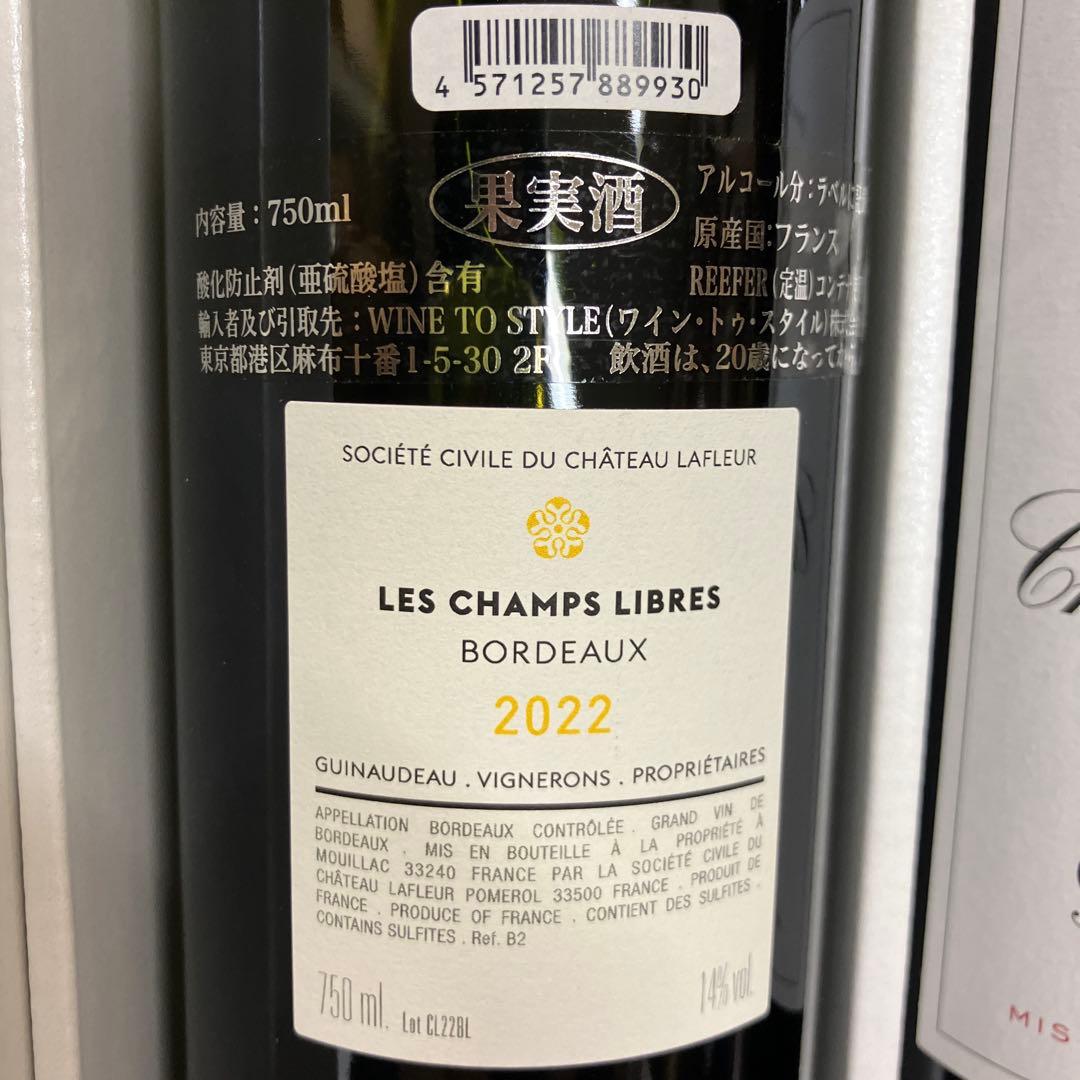 4 571257 889930
内容量：750ml
果実酒
アルコール分：ラベル
原産国：フランス
酸化防止剤（亜硫酸塩）含有
REEFER（定温）コンテ
輸入者及び引取先：WINE TO STYLE（ワイン・トゥ・スタイル）株式
東京都港区麻布十番1-5-30 2F
飲酒は、20歳になってから
SOCIÉTÉ CIVILE DU CHÂTEAU LAFLEUR
LES CHAMPS LIBRES
BORDEAUX
2022
GUINAUDEAU . VIGNERONS . PROPRIÉTAIRES
APPELLATION BORDEAUX CONTRÔLÉE . GRAND VIN DE
BORDEAUX . MIS EN BOUTEILLE À LA PROPRIÉTÉ À
MOUILLAC 33240 FRANCE PAR LA SOCIÉTÉ CIVILE DU
CHÂTEAU LAFLEUR POMEROL 33500 FRANCE . PRODUIT DE
FRANCE . PRODUCE OF FRANCE . CONTIENT DES SULFITES .
CONTAINS SULFITES . Ref. B2
750 ml. Lot CL22BL
14% vol.
MIS